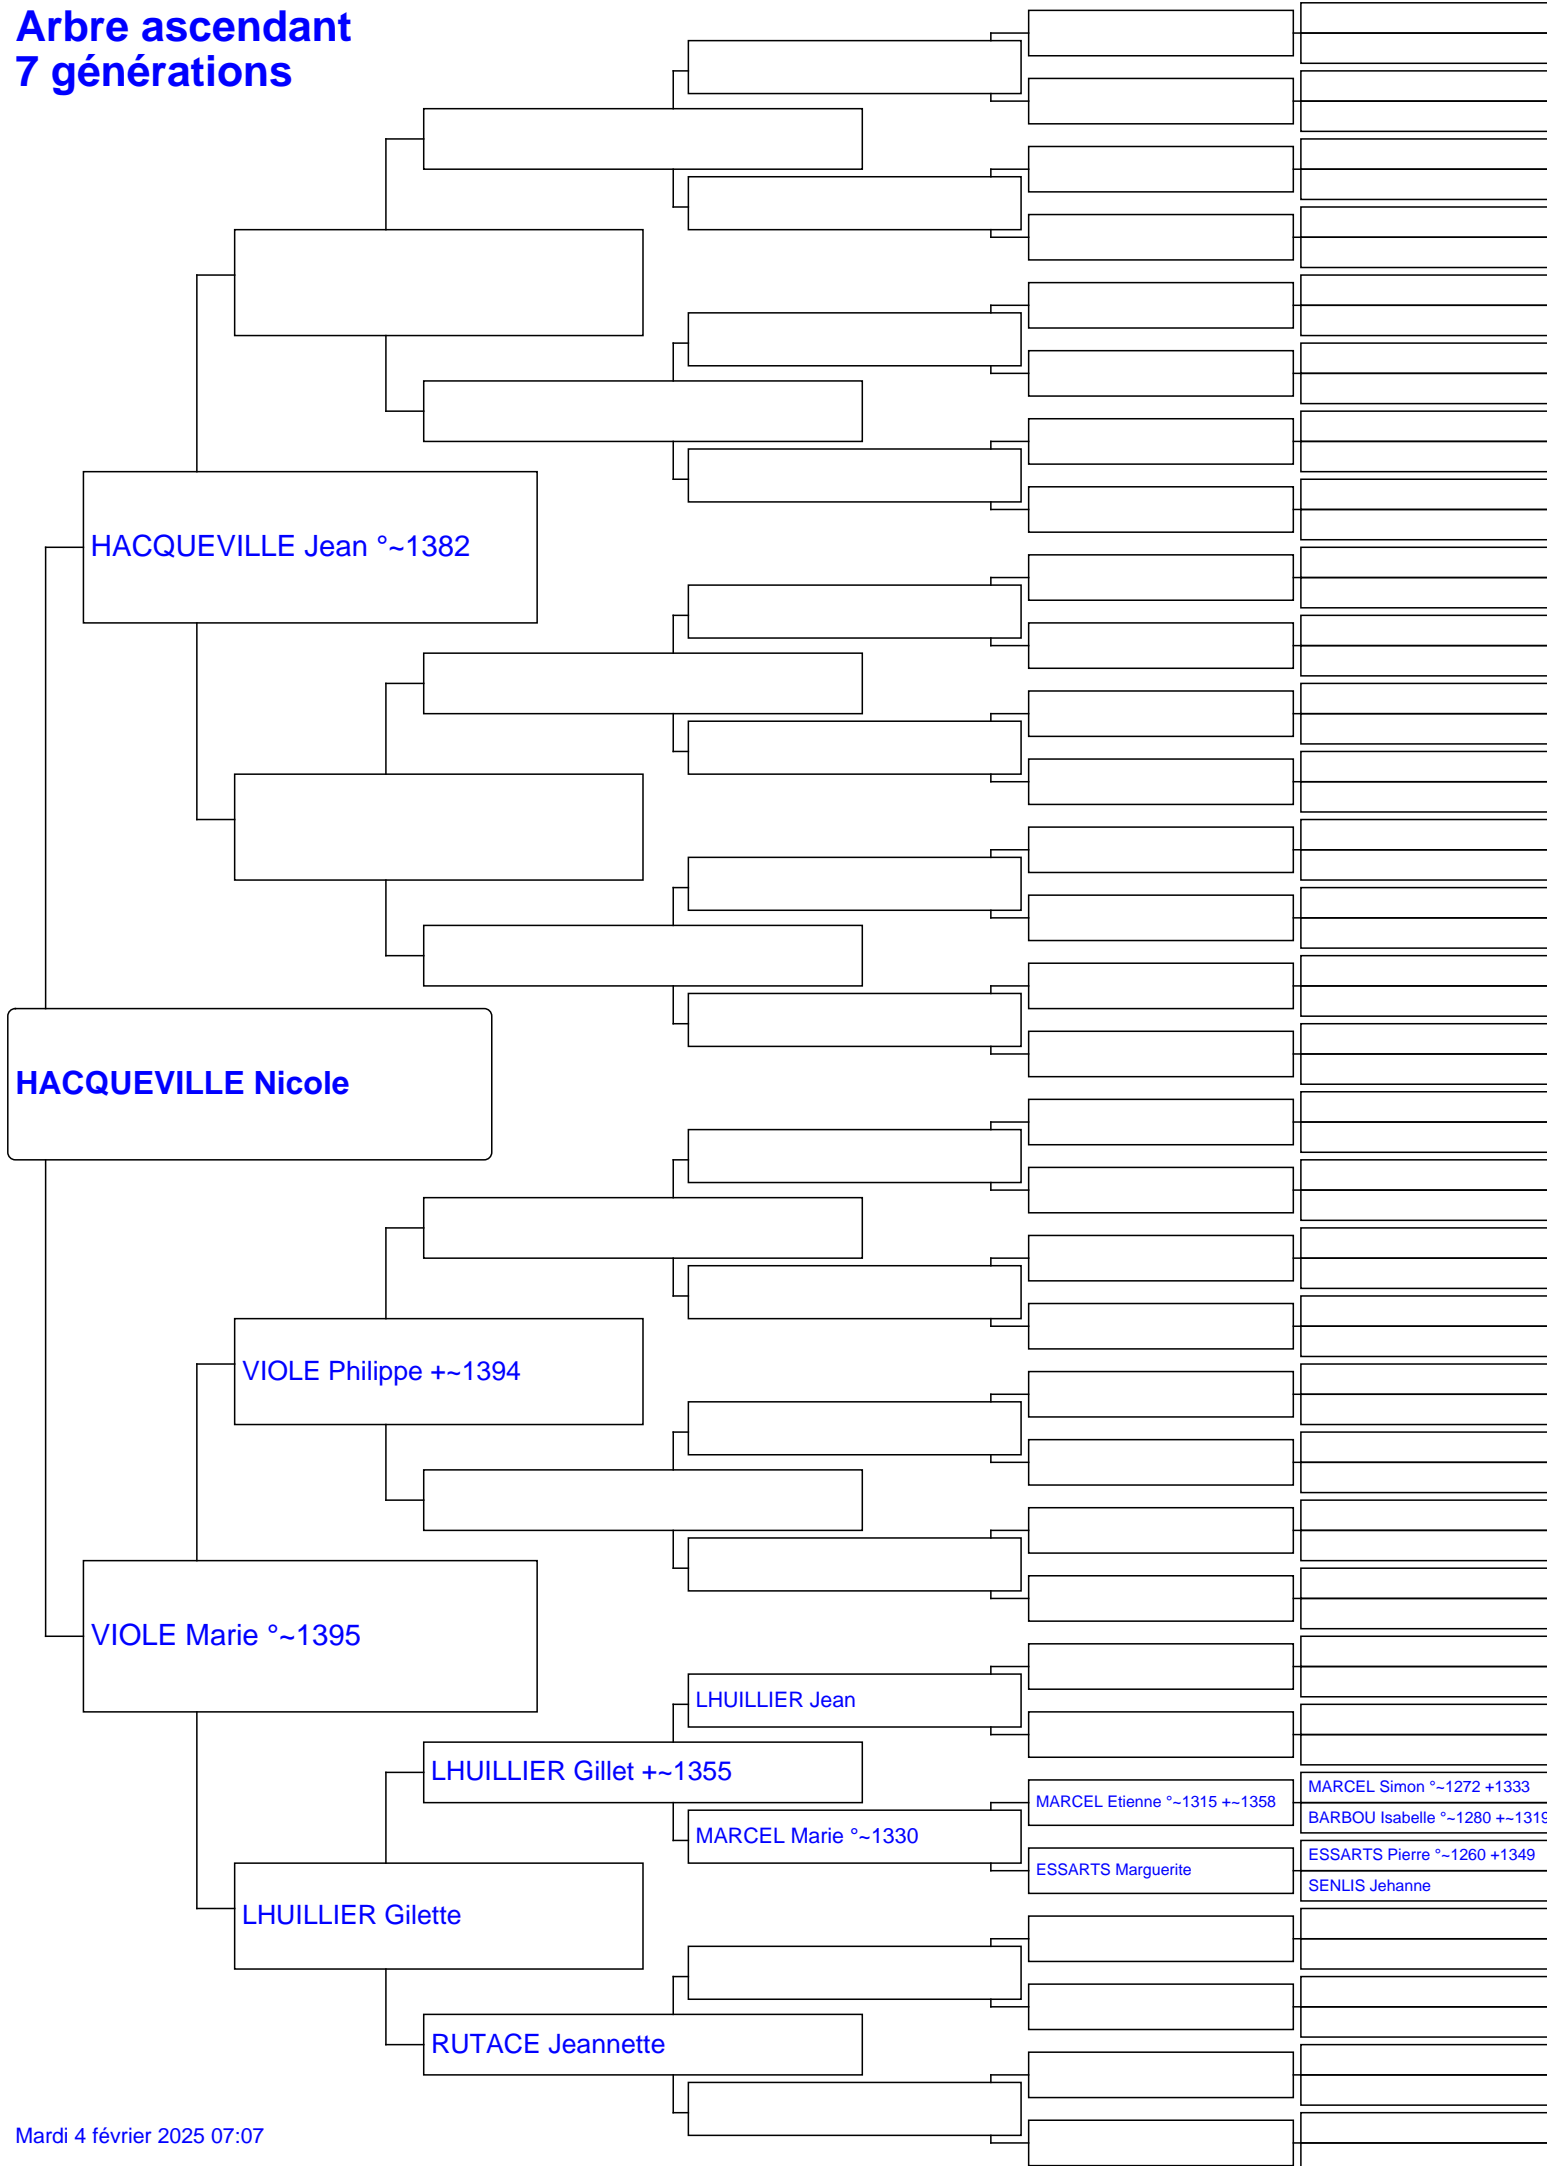 Arbre ascendant
7 générations
HACQUEVILLE Jean °~1382
HACQUEVILLE Nicole
VIOLE Philippe +~1394
VIOLE Marie °~1395
LHUILLIER Jean
LHUILLIER Gillet +~1355
MARCEL Simon °~1272 +1333
MARCEL Etienne °~1315 +~1358
BARBOU Isabelle °~1280 +~1319
MARCEL Marie °~1330
ESSARTS Pierre °~1260 +1349
ESSARTS Marguerite
SENLIS Jehanne
LHUILLIER Gilette
RUTACE Jeannette
Mardi 4 février 2025 07:07